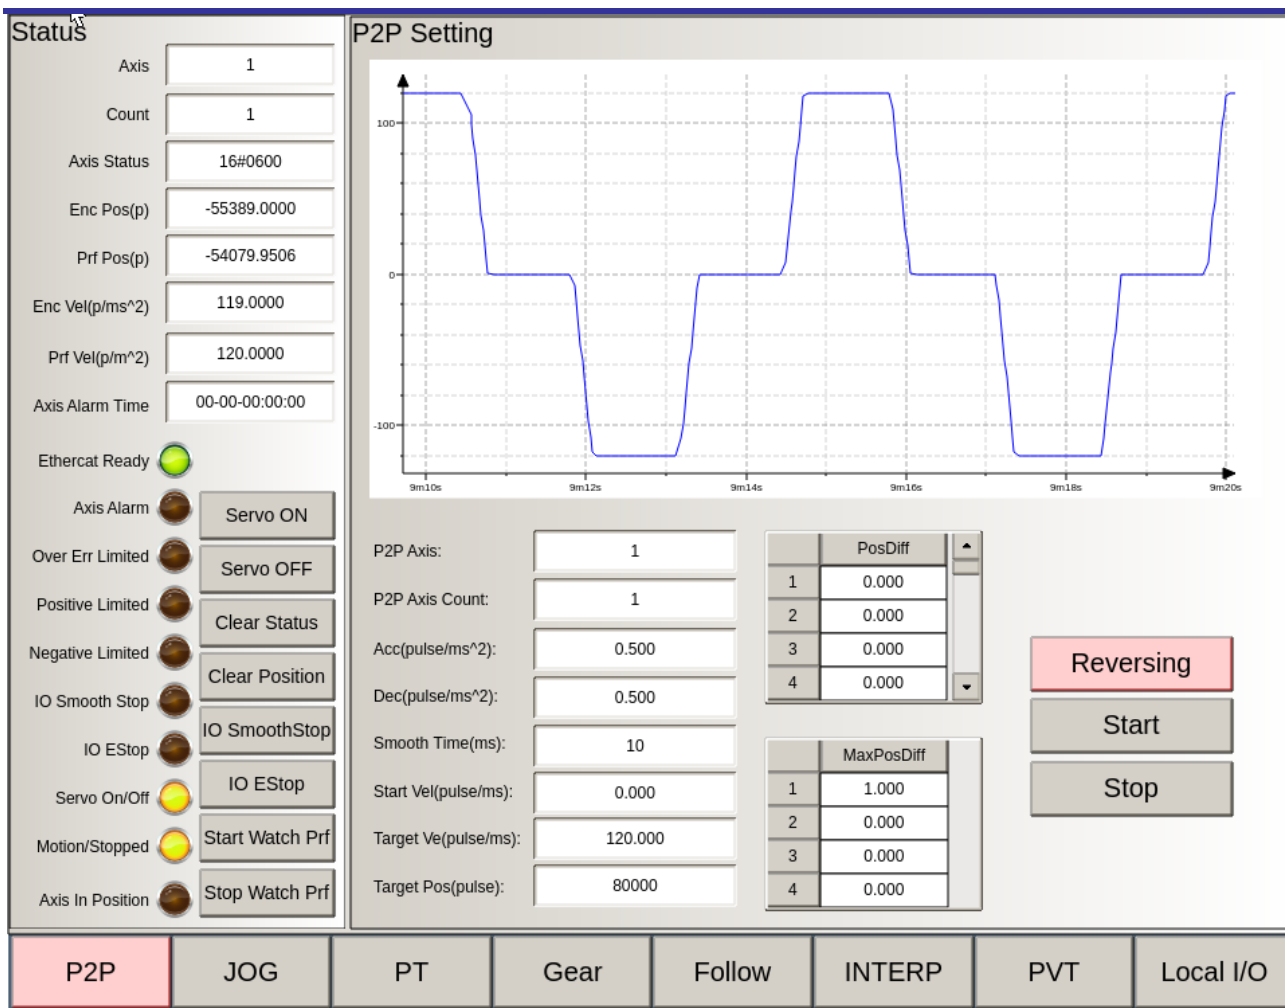 Status
Axis 1
Count 1
Axis Status 16#0600
Enc Pos(p) -55389.0000
Prf Pos(p) -54079.9506
Enc Vel(p/ms^2) 119.0000
Prf Vel(p/m^2) 120.0000
Axis Alarm Time 00-00-00:00:00
Ethercat Ready
Axis Alarm
Over Err Limited
Positive Limited
Negative Limited
IO Smooth Stop
IO EStop
Servo On/Off
Motion/Stopped
Axis In Position
Servo ON
Servo OFF
Clear Status
Clear Position
IO SmoothStop
IO EStop
Start Watch Prf
Stop Watch Prf
P2P Setting
100
0
-100
9m10s 9m12s 9m14s 9m16s 9m18s 9m20s
P2P Axis: 1
P2P Axis Count: 1
Acc(pulse/ms^2): 0.500
Dec(pulse/ms^2): 0.500
Smooth Time(ms): 10
Start Vel(pulse/ms): 0.000
Target Ve(pulse/ms): 120.000
Target Pos(pulse): 80000
PosDiff
1 0.000
2 0.000
3 0.000
4 0.000
MaxPosDiff
1 1.000
2 0.000
3 0.000
4 0.000
Reversing
Start
Stop
P2P JOG PT Gear Follow INTERP PVT Local I/O